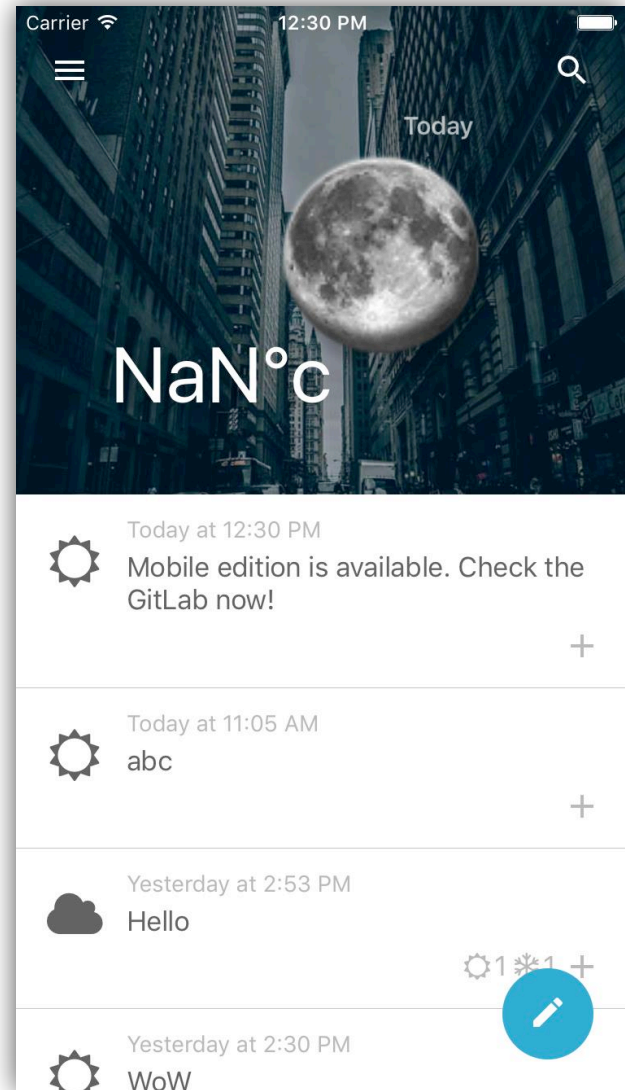 Carrier 12:30 PM
Today
NaN°c
Today at 12:30 PM
Mobile edition is available. Check the
GitLab now!
+
Today at 11:05 AM
abc
+
Yesterday at 2:53 PM
Hello
1 1 +
Yesterday at 2:30 PM
WoW